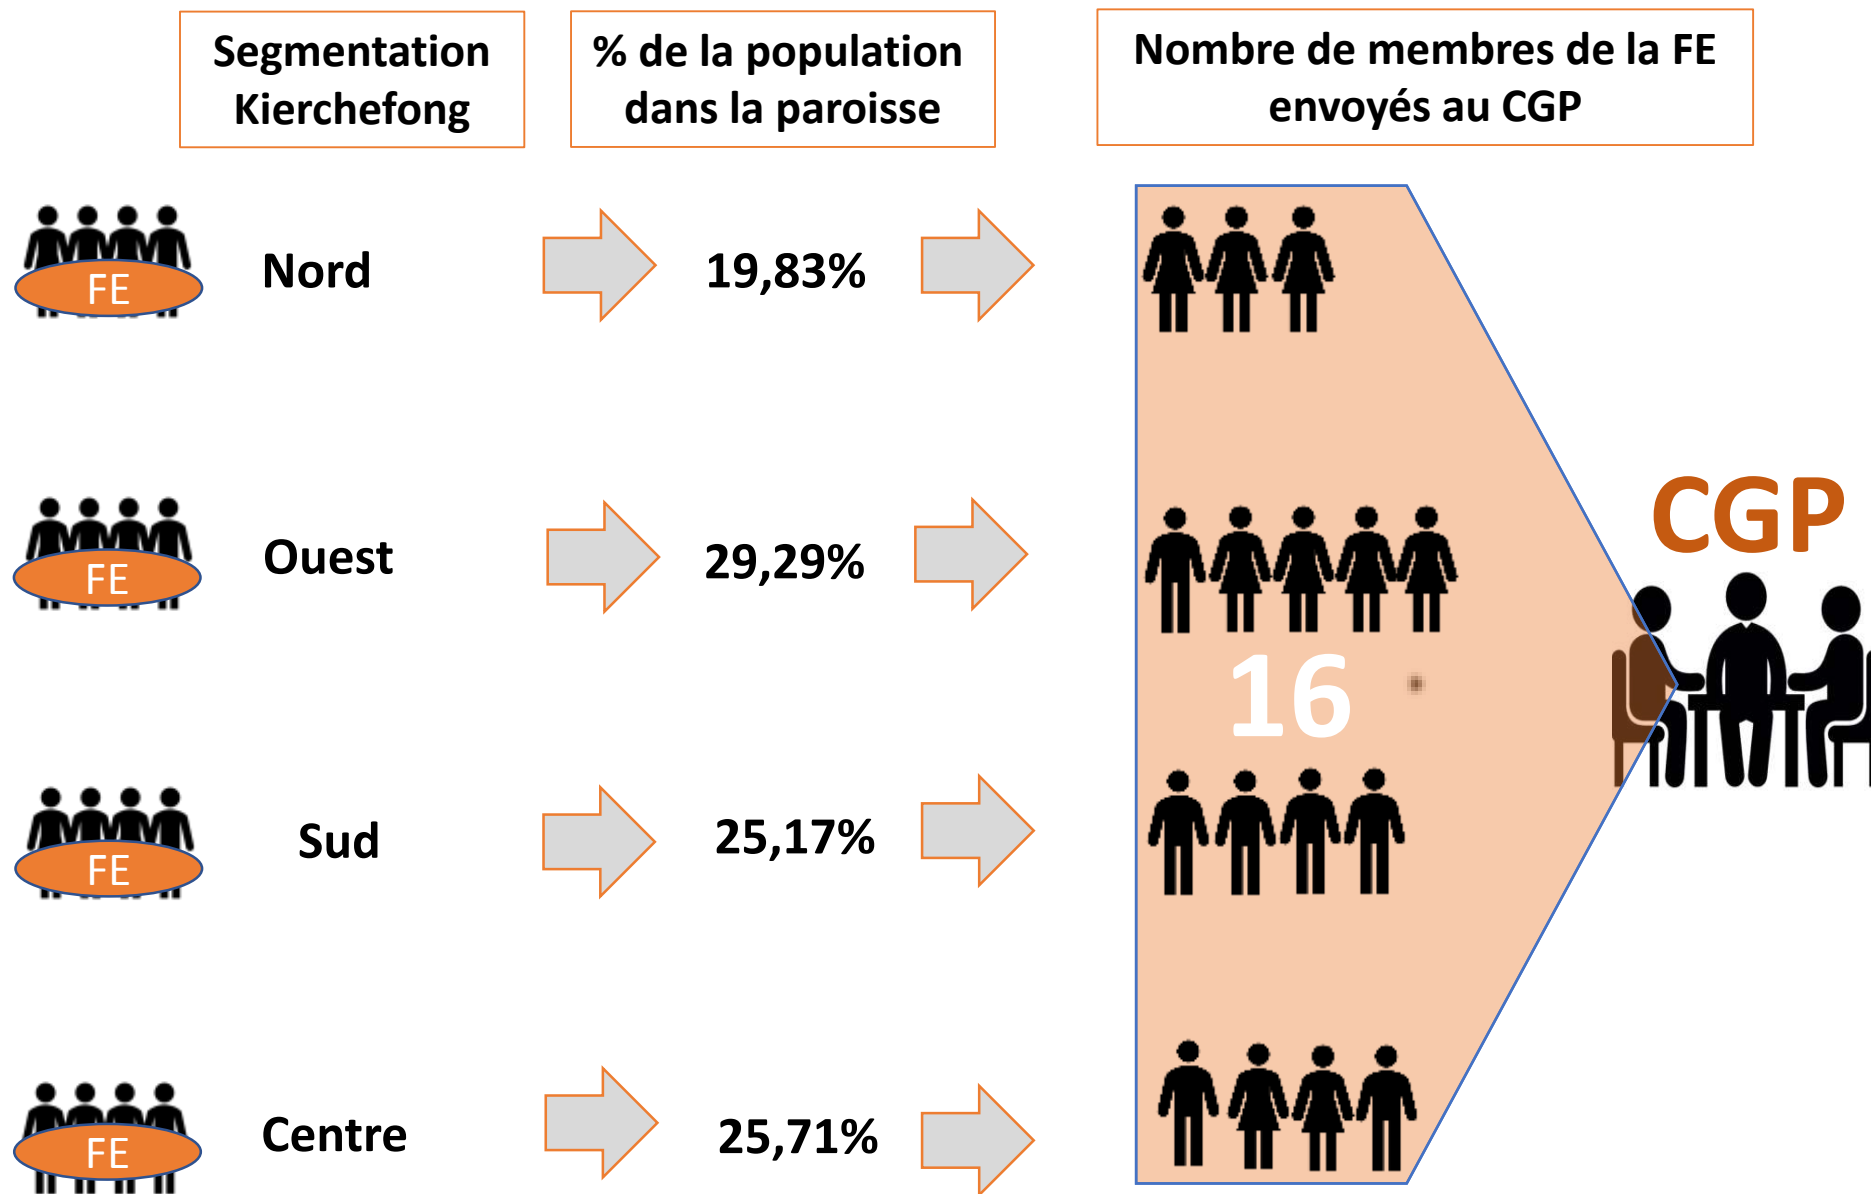 Segmentation
Kierchefong
% de la population
dans la paroisse
Nombre de membres de la FE
envoyés au CGP
FE
Nord
19,83%
FE
Ouest
29,29%
CGP
16
FE
Sud
25,17%
FE
Centre
25,71%